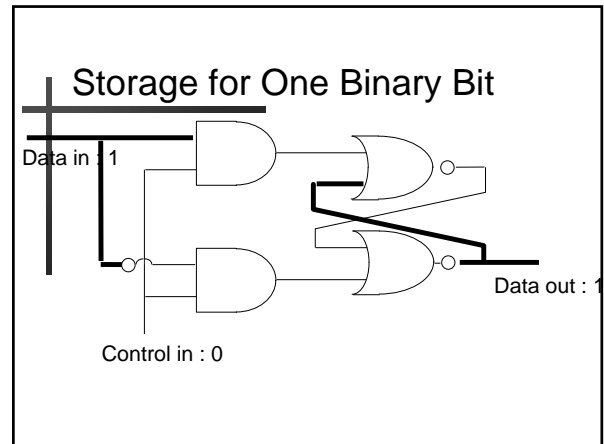 Storage for One Binary Bit
Data in : 1
Data out : 1
Control in : 0